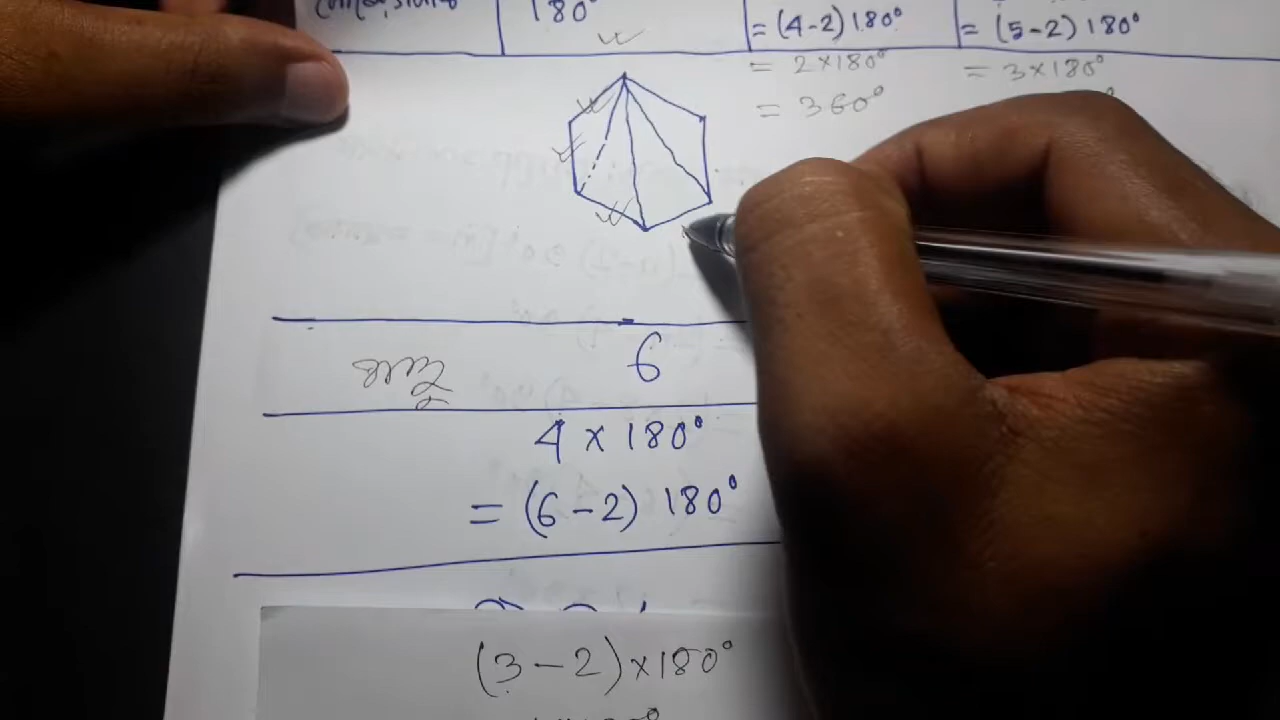 180°
= (4-2) 180°
= (5-2) 180°
= 2×180°
= 3×180°
= 360°
6
4 × 180°
= (6-2) 180°
(3-2)×180°